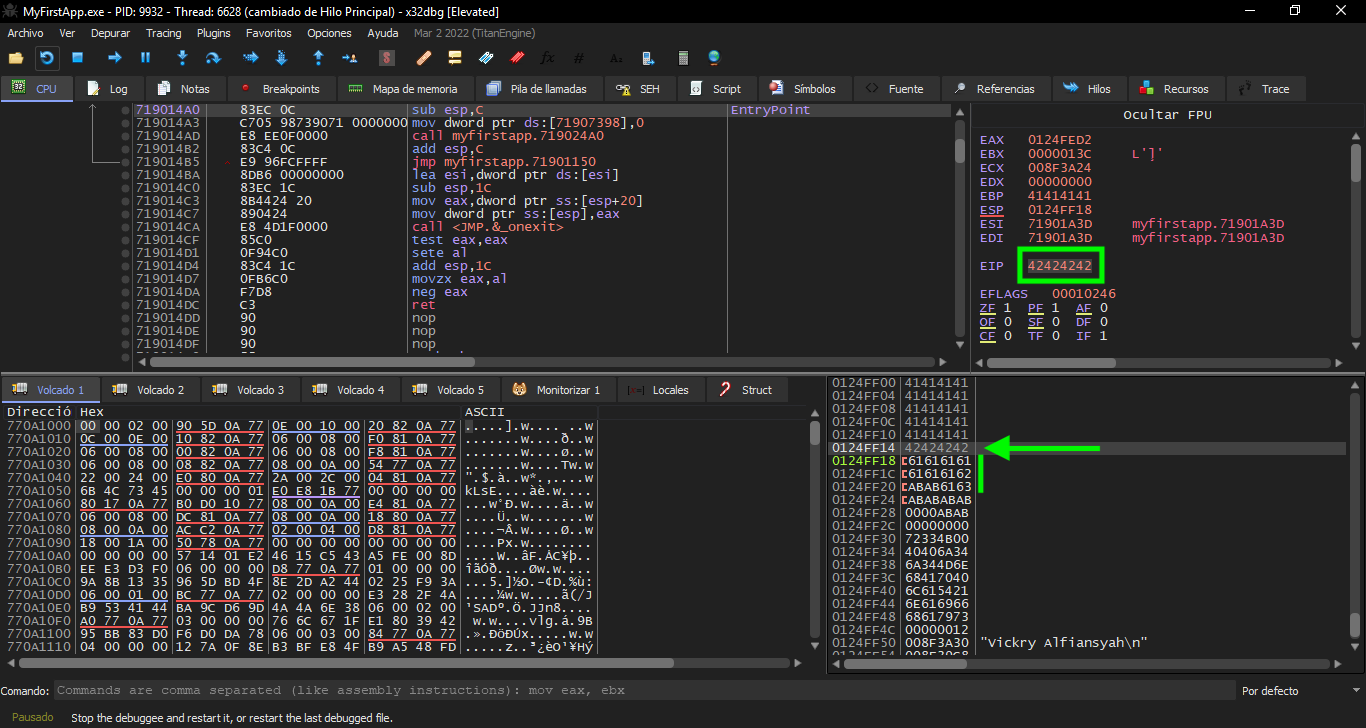 MyFirstApp.exe - PID: 9932 - Thread: 6628 (cambiado de Hilo Principal) - x32dbg [Elevated]
Archivo Ver Depurar Tracing Plugins Favoritos Opciones Ayuda Mar 2 2022 (TitanEngine)
CPU Log Notas Breakpoints Mapa de memoria Pila de llamadas SEH Script Símbolos Fuente Referencias Hilos Recursos Trace
719014A0 83EC 0C sub esp,C EntryPoint
719014A3 C705 98739071 0000000 mov dword ptr ds:[71907398],0
719014AD E8 EE0F0000 call myfirstapp.719024A0
719014B2 83C4 0C add esp,C
719014B5 E9 96FCFFFF jmp myfirstapp.71901150
719014BA 8DB6 00000000 lea esi,dword ptr ds:[esi]
719014C0 83EC 1C sub esp,1C
719014C3 8B4424 20 mov eax,dword ptr ss:[esp+20]
719014C7 890424 mov dword ptr ss:[esp],eax
719014CA E8 4D1F0000 call <JMP.&_onexit>
719014CF 85C0 test eax,eax
719014D1 0F94C0 sete al
719014D4 83C4 1C add esp,1C
719014D7 0FB6C0 movzx eax,al
719014DA F7D8 neg eax
719014DC C3 ret
719014DD 90 nop
719014DE 90 nop
719014DF 90 nop
Ocultar FPU
EAX 0124FED2
EBX 0000013C L'ļ'
ECX 008F3A24
EDX 00000000
EBP 41414141
ESP 0124FF18
ESI 71901A3D myfirstapp.71901A3D
EDI 71901A3D myfirstapp.71901A3D
EIP 42424242
EFLAGS 00010246
ZF 1 PF 1 AF 0
OF 0 SF 0 DF 0
CF 0 TF 0 IF 1
Volcado 1 Volcado 2 Volcado 3 Volcado 4 Volcado 5 Monitorizar 1 Locales Struct
Direcció Hex ASCII
770A1000 00 00 02 00 90 5D 0A 77 0E 00 10 00 20 82 0A 77 .....].w.... ..w
770A1010 0C 00 0E 00 10 82 0A 77 06 00 08 00 F0 81 0A 77 .......w....ð..w
770A1020 06 00 08 00 00 82 0A 77 06 00 08 00 F8 81 0A 77 .......w....ø..w
770A1030 06 00 08 00 08 82 0A 77 08 00 0A 00 54 77 0A 77 .......w....Tw.w
770A1040 22 00 24 00 E0 80 0A 77 2A 00 2C 00 04 81 0A 77 ".$.à..w*.,....w
770A1050 6B 4C 73 45 00 00 00 01 E0 E8 1B 77 00 00 00 00 kLsE....àè.w....
770A1060 80 17 0A 77 B0 D0 10 77 08 00 0A 00 E4 81 0A 77 ...w°Ð.w....ä..w
770A1070 06 00 08 00 DC 81 0A 77 08 00 0A 00 18 80 0A 77 ....Ü..w.......w
770A1080 08 00 0A 00 AC C2 0A 77 02 00 04 00 D8 81 0A 77 ....¬Â.w....Ø..w
770A1090 18 00 1A 00 50 78 0A 77 00 00 00 00 00 00 00 00 ....Px.w........
770A10A0 00 00 00 00 57 14 01 E2 46 15 C5 43 A5 FE 00 8D ....W..âF.ÅC¥þ..
770A10B0 EE E3 D3 F0 06 00 00 00 D8 77 0A 77 01 00 00 00 îãÓð....Øw.w....
770A10C0 9A 8B 13 35 96 5D BD 4F 8E 2D A2 44 02 25 F9 3A ...5.]½O.-¢D.%ù:
770A10D0 06 00 01 00 BC 77 0A 77 00 00 00 00 E3 28 2F 4A ....¼w.w....ã(/J
770A10E0 B9 53 41 44 BA 9C D6 9D 4A 4A 6E 38 06 00 02 00 ¹SADº.Ö.JJn8....
770A10F0 A0 77 0A 77 03 00 00 00 76 6C 67 1F E1 80 39 42 w.w....vlg.á.9B
770A1100 95 BB 83 D0 F6 D0 DA 78 06 00 03 00 84 77 0A 77 .».ÐöÐÚx.....w.w
770A1110 04 00 00 00 12 7A 0F 8E B3 BF E8 4F B9 A5 48 FD .....z..³¿èO¹¥Hý
0124FF00 41414141
0124FF04 41414141
0124FF08 41414141
0124FF0C 41414141
0124FF10 41414141
0124FF14 42424242
0124FF18 61616161
0124FF1C 61616162
0124FF20 ABAB6163
0124FF24 ABABABAB
0124FF28 0000ABAB
0124FF2C 00000000
0124FF30 72334B00
0124FF34 40406A34
0124FF38 6A344D6E
0124FF3C 68417040
0124FF40 6C615421
0124FF44 6E616966
0124FF48 68617973
0124FF4C 00000012
0124FF50 008F3A30 "Vickry Alfiansyah\n"
Comando: Commands are comma separated (like assembly instructions): mov eax, ebx Por defecto
Pausado Stop the debuggee and restart it, or restart the last debugged file.